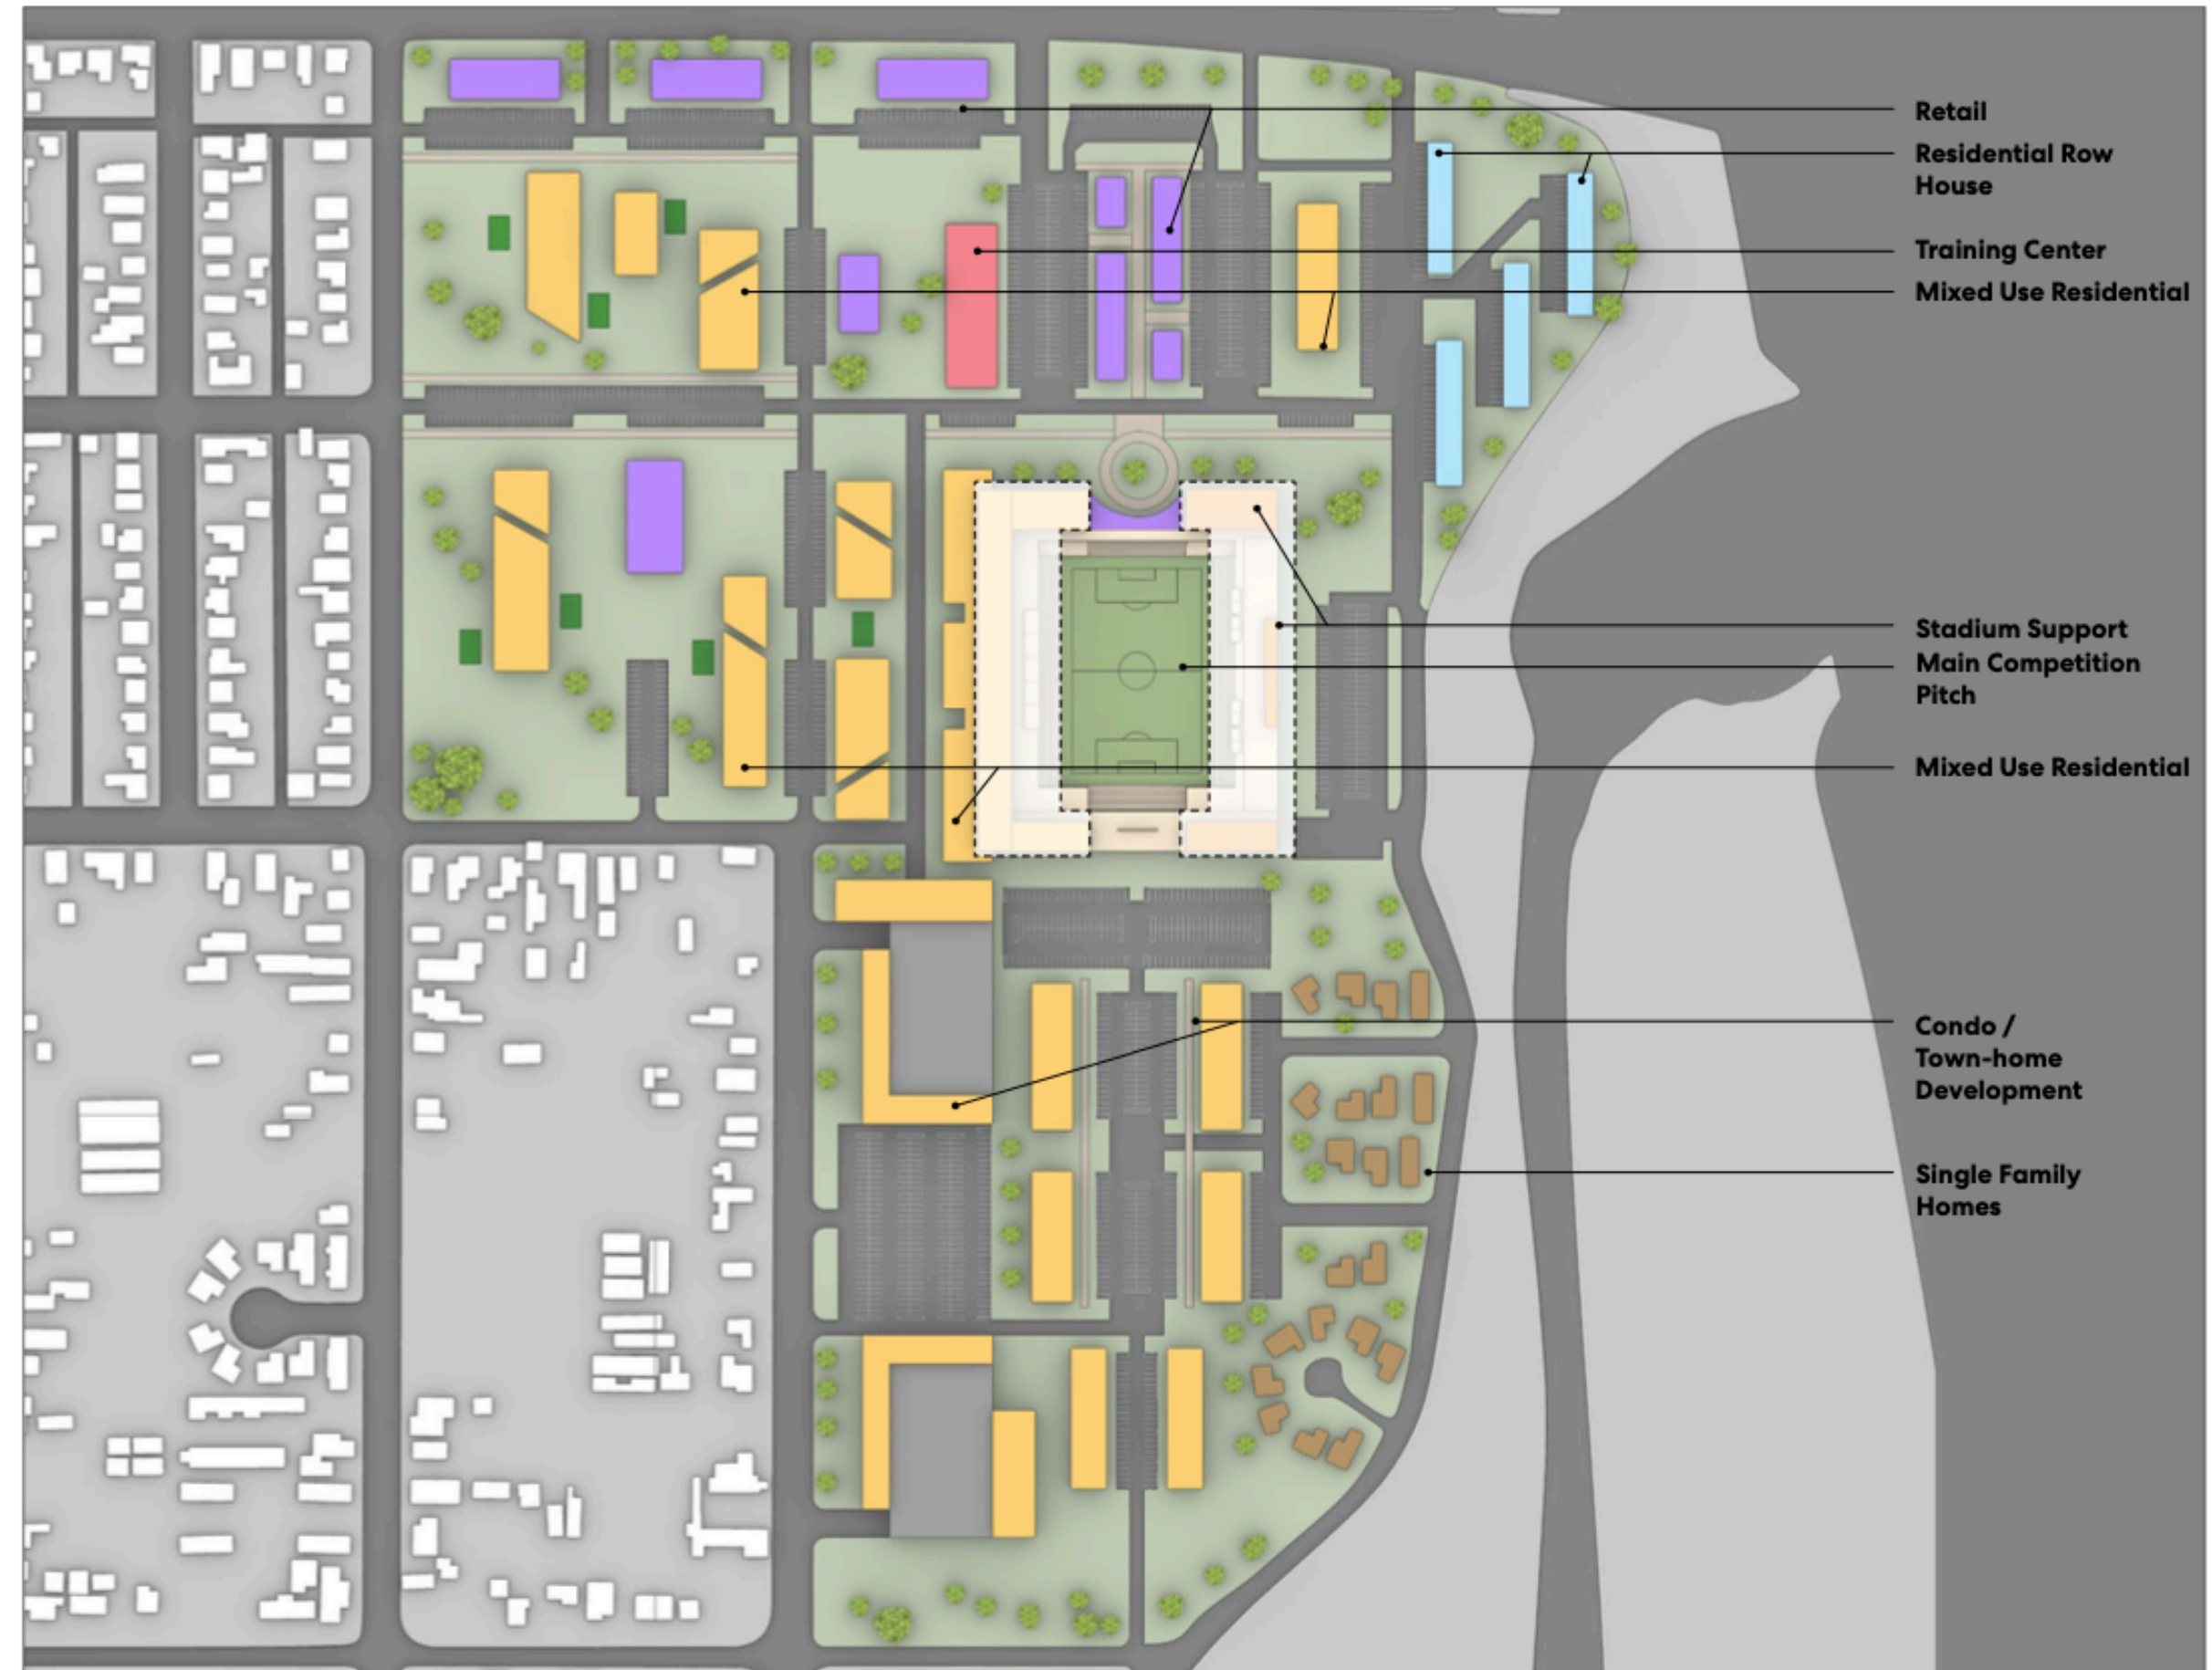 Retail
Residential Row
House
Training Center
Mixed Use Residential
Stadium Support
Main Competition
Pitch
Mixed Use Residential
Condo /
Town-home
Development
Single Family
Homes